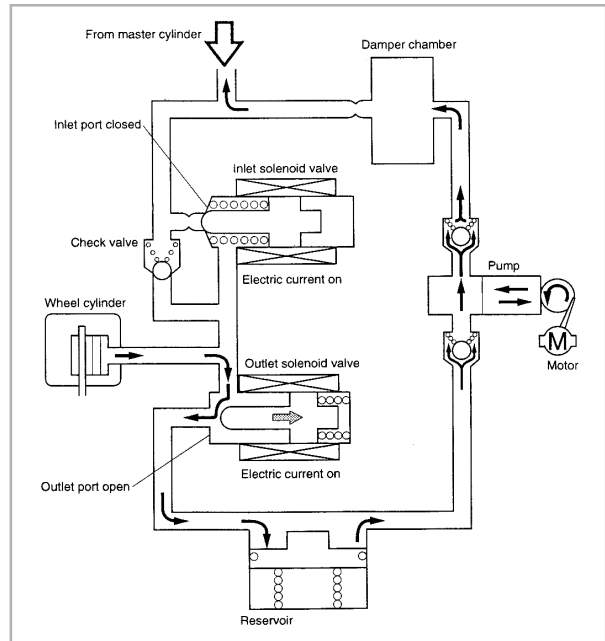 From master cylinder
Damper chamber
Inlet port closed
Inlet solenoid valve
Check valve
Electric current on
Pump
Wheel cylinder
Outlet solenoid valve
M
Motor
Electric current on
Outlet port open
Reservoir